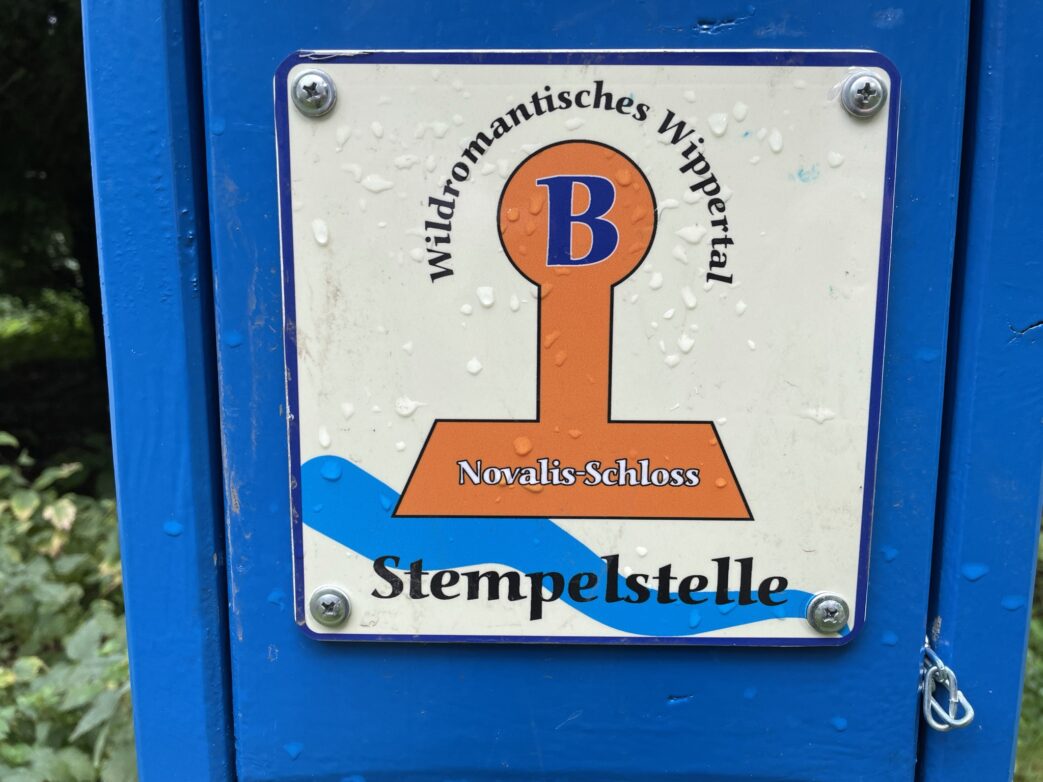 Wildromantisches Wippertal
B
Novalis-Schloss
Stempelstelle